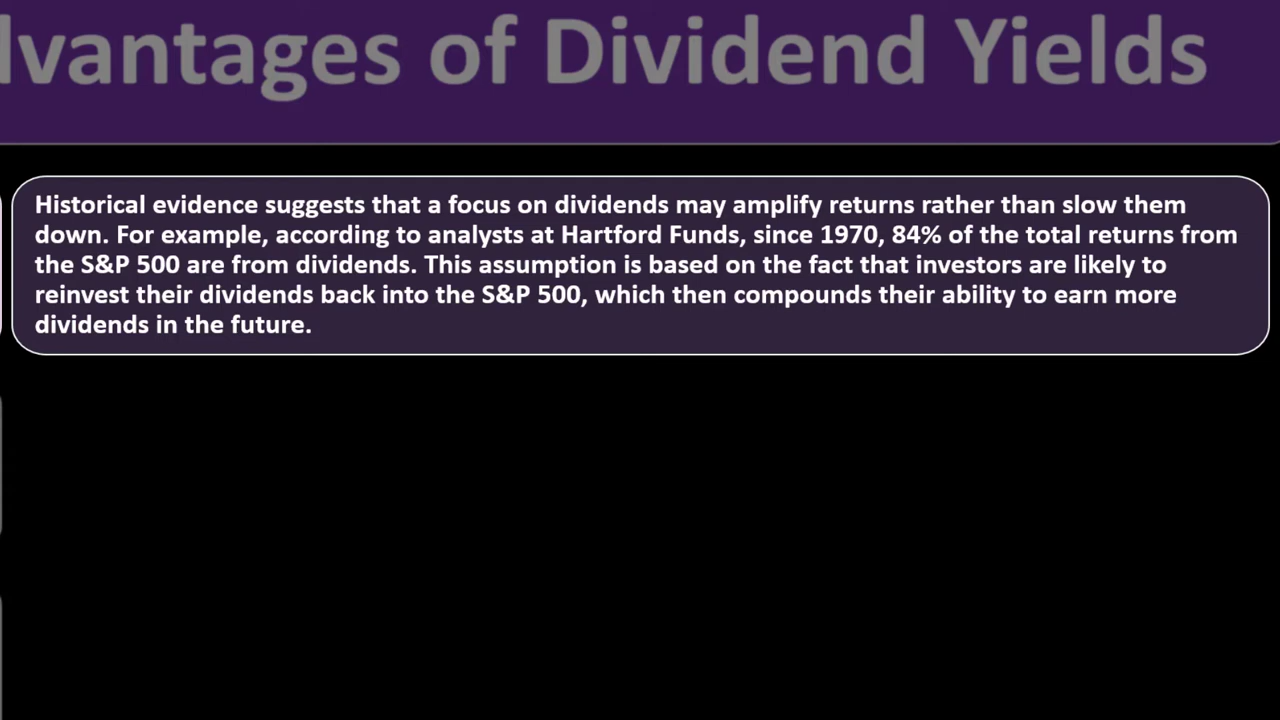 dvantages of Dividend Yields
Historical evidence suggests that a focus on dividends may amplify returns rather than slow them
down. For example, according to analysts at Hartford Funds, since 1970, 84% of the total returns from
the S&P 500 are from dividends. This assumption is based on the fact that investors are likely to
reinvest their dividends back into the S&P 500, which then compounds their ability to earn more
dividends in the future.